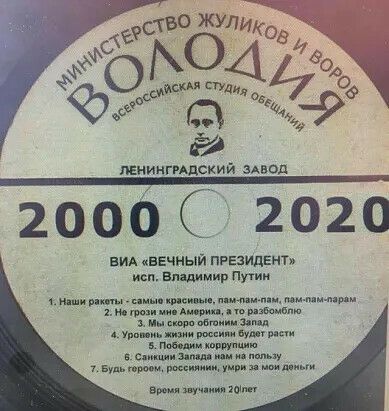 МИНИСТЕРСТВО ЖУЛИКОВ И ВОРОВ
ВОЛОДИЯ
ВСЕРОССИЙСКАЯ СТУДИЯ ОБЕЩАНИЙ
ЛЕНИНГРАДСКИЙ ЗАВОД
2000 2020
ВИА «ВЕЧНЫЙ ПРЕЗИДЕНТ»
исп. Владимир Путин
1. Наши ракеты - самые красивые, пам-пам-пам, пам-пам-парам
2. Не грози мне Америка, а то разбомблю
3. Мы скоро обгоним Запад
4. Уровень жизни россиян будет расти
5. Победим коррупцию
6. Санкции Запада нам на пользу
7. Будь героем, россиянин, умри за мои деньги
Время звучания 20лет